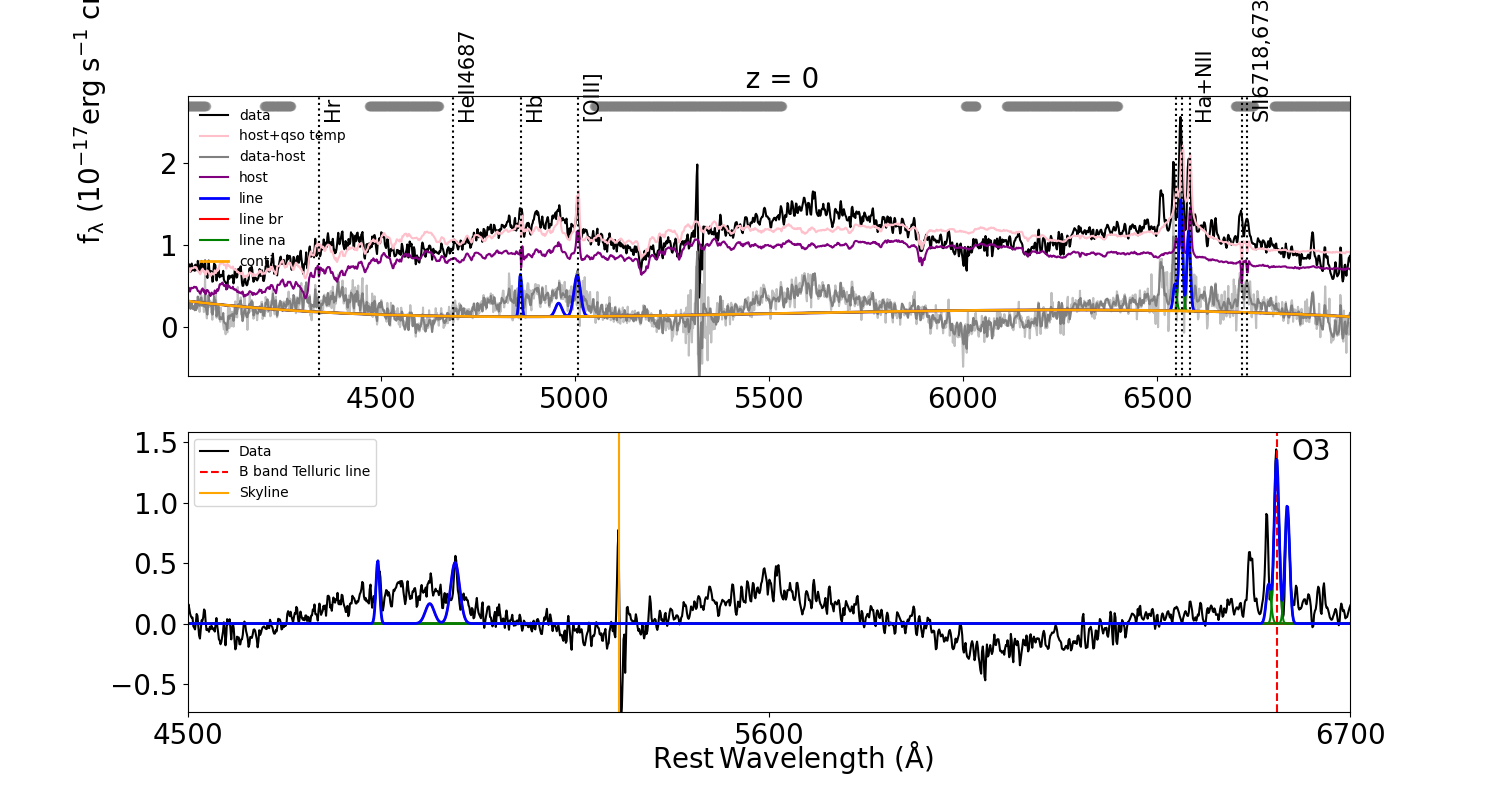 z = 0
Hr
HeII4687
Hb
[OIII]
Ha+NII
SII6718,673
fλ (10⁻¹⁷erg s⁻¹
data
host+qso temp
data-host
host
line
line br
line na
conti
2
1
0
4500
5000
5500
6000
6500
1.5
1.0
0.5
0.0
−0.5
Data
B band Telluric line
Skyline
O3
4500
5600
6700
Rest Wavelength (Å)